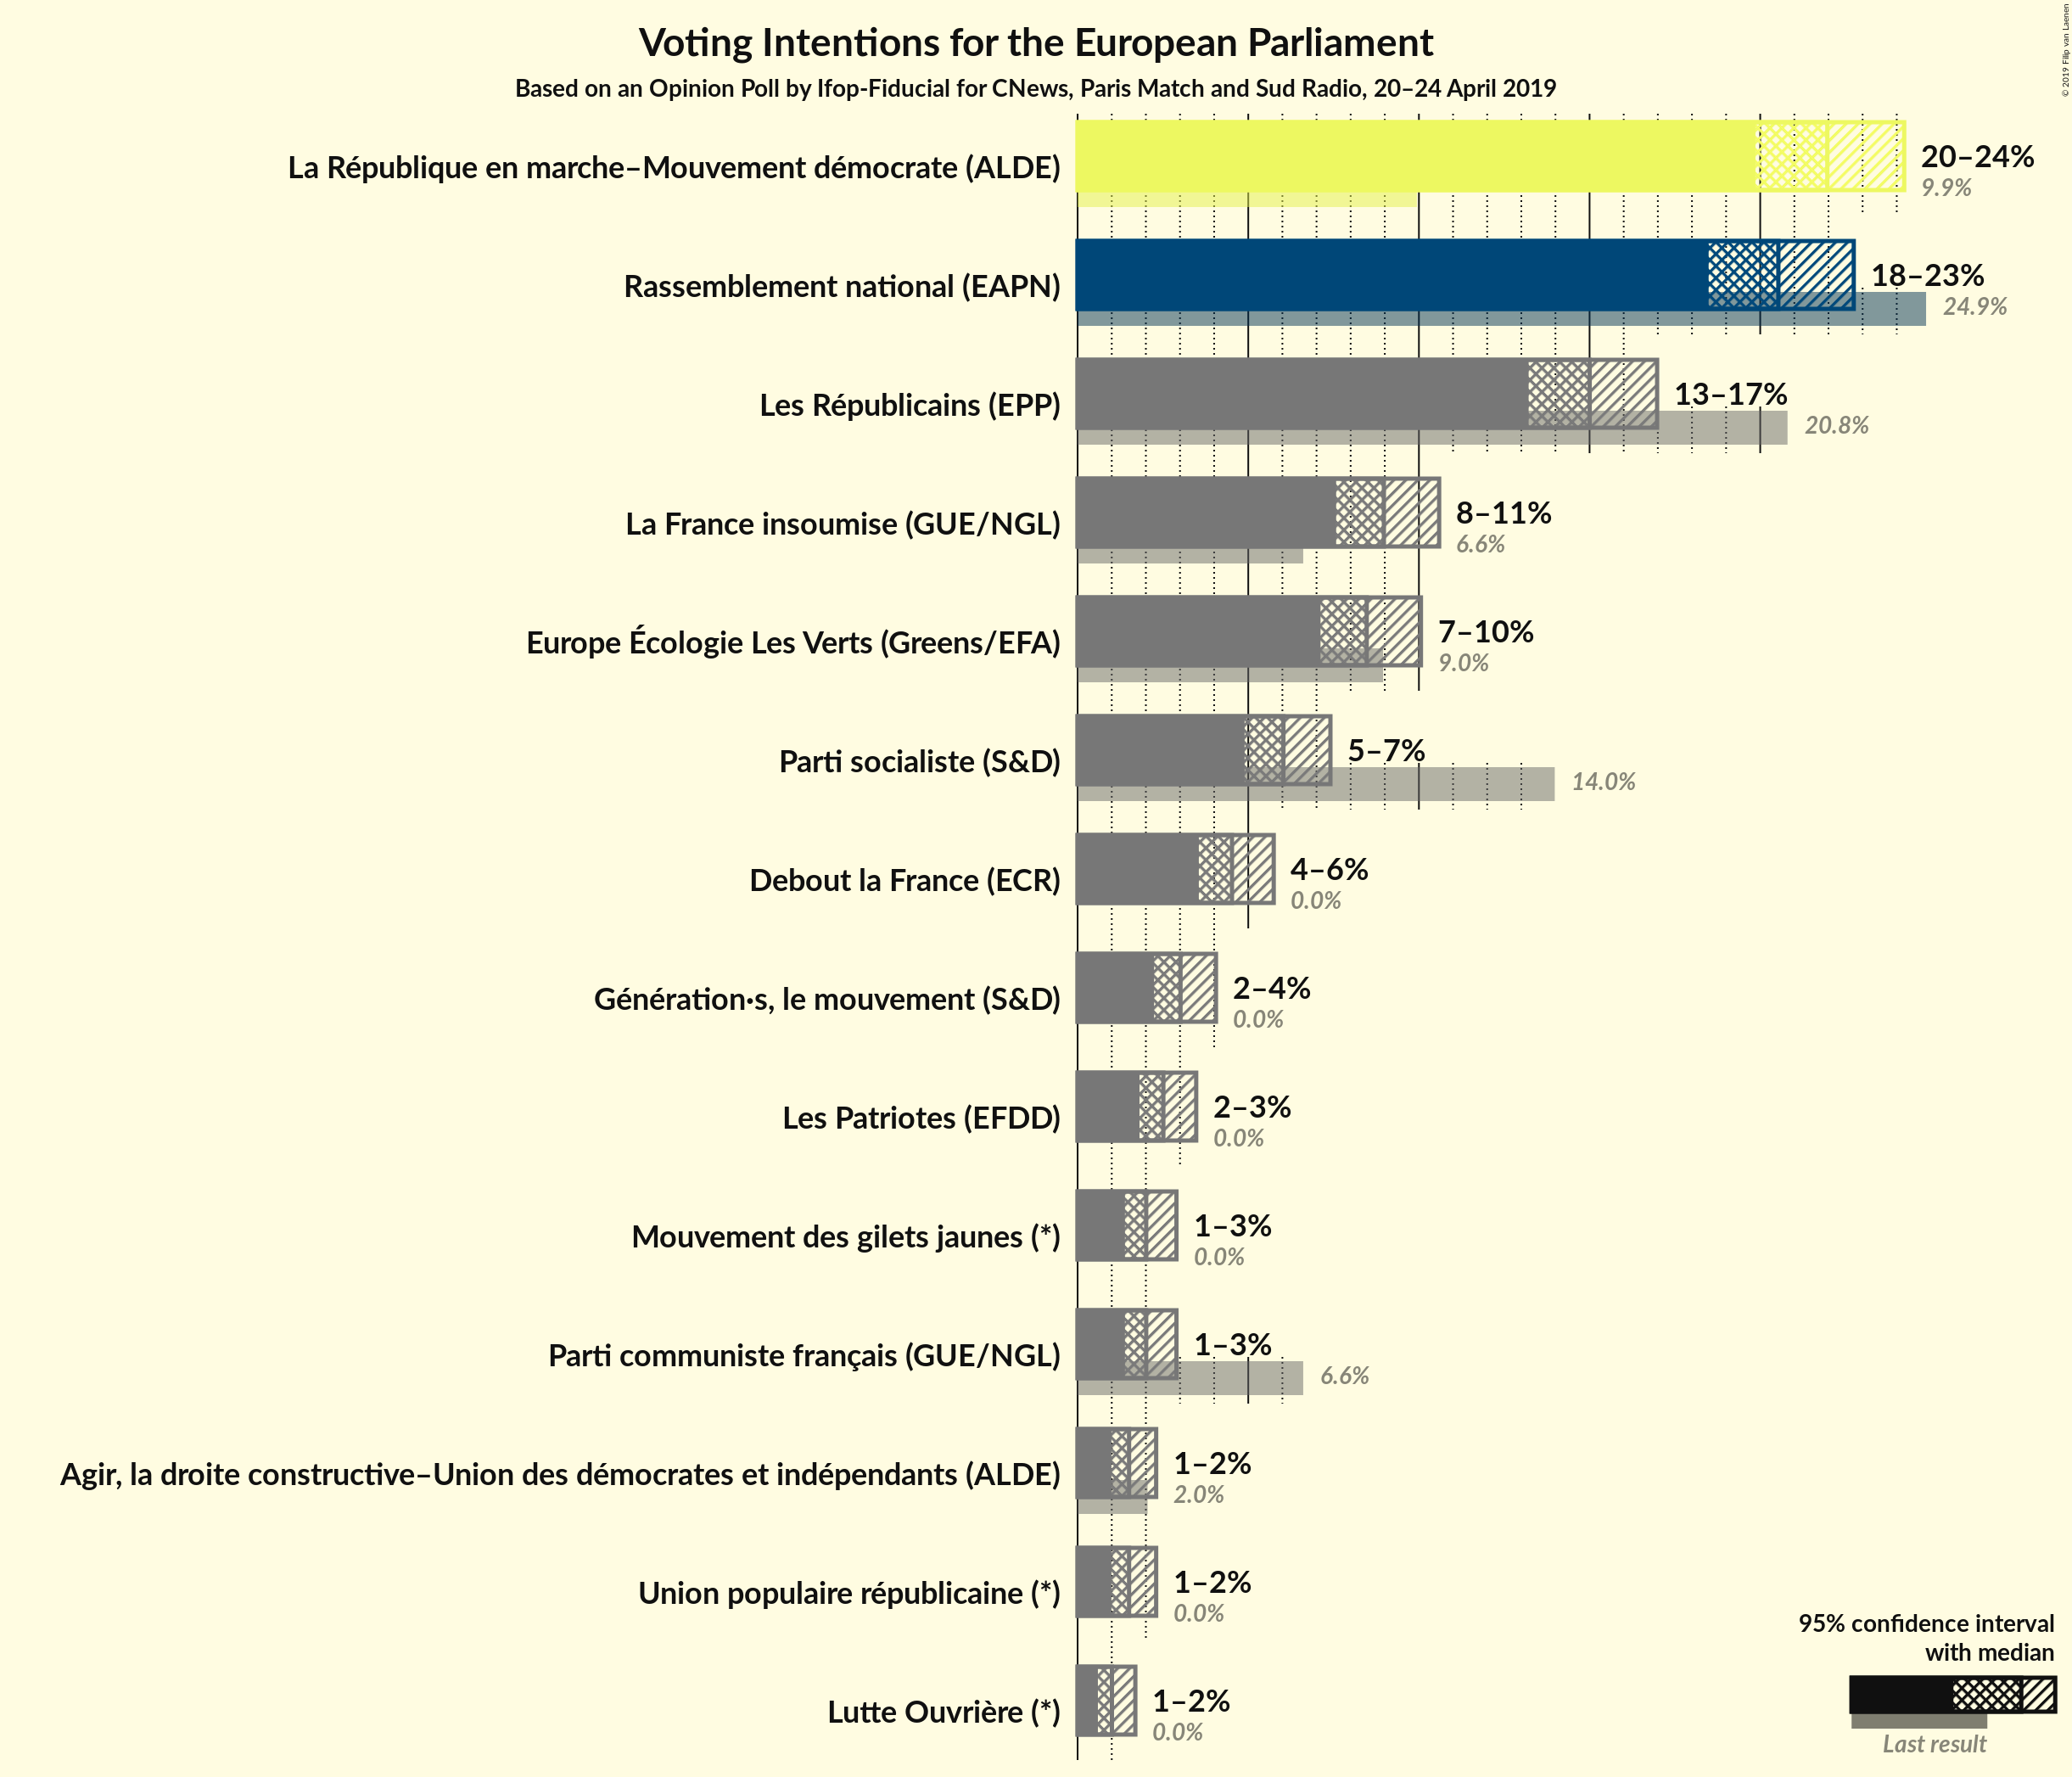 Voting Intentions for the European Parliament
Based on an Opinion Poll by Ifop-Fiducial for CNews, Paris Match and Sud Radio, 20–24 April 2019
© 2019 Filip van Laenen
La République en marche–Mouvement démocrate (ALDE)
20–24%
9.9%
Rassemblement national (EAPN)
18–23%
24.9%
Les Républicains (EPP)
13–17%
20.8%
La France insoumise (GUE/NGL)
8–11%
6.6%
Europe Écologie Les Verts (Greens/EFA)
7–10%
9.0%
Parti socialiste (S&D)
5–7%
14.0%
Debout la France (ECR)
4–6%
0.0%
Génération·s, le mouvement (S&D)
2–4%
0.0%
Les Patriotes (EFDD)
2–3%
0.0%
Mouvement des gilets jaunes (*)
1–3%
0.0%
Parti communiste français (GUE/NGL)
1–3%
6.6%
Agir, la droite constructive–Union des démocrates et indépendants (ALDE)
1–2%
2.0%
Union populaire républicaine (*)
1–2%
0.0%
Lutte Ouvrière (*)
1–2%
0.0%
95% confidence interval
with median
Last result